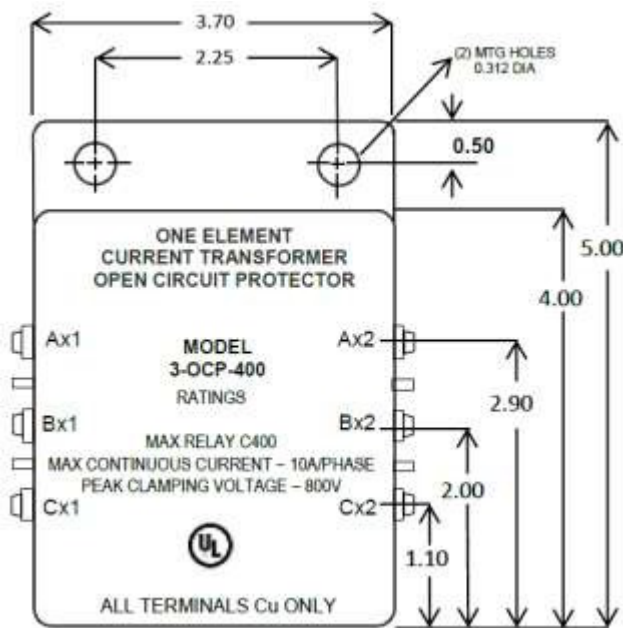 3.70
2.25
(2) MTG HOLES
0.312 DIA
0.50
ONE ELEMENT
CURRENT TRANSFORMER
OPEN CIRCUIT PROTECTOR
5.00
4.00
Ax1
Ax2
MODEL
3-OCP-400
RATINGS
2.90
Bx1
Bx2
MAX RELAY C400
MAX CONTINUOUS CURRENT – 10A/PHASE
PEAK CLAMPING VOLTAGE – 800V
2.00
Cx1
Cx2
1.10
UL
ALL TERMINALS Cu ONLY